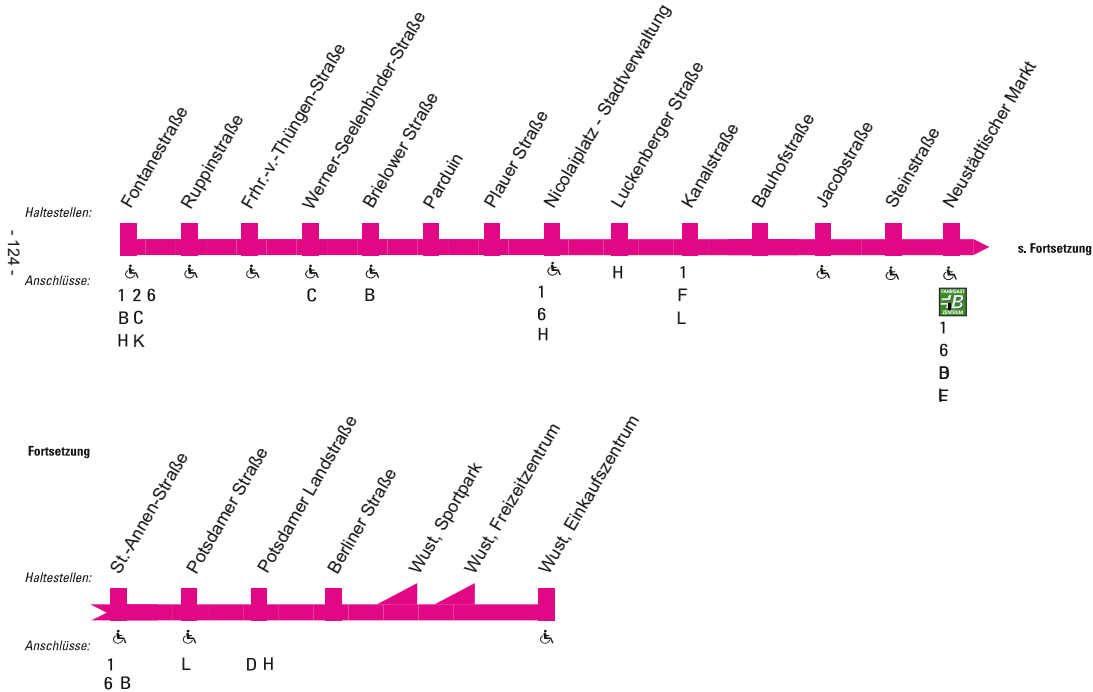 Fontanestraße
Ruppinstraße
Frhr.-v.-Thüngen-Straße
Werner-Seelenbinder-Straße
Brielower Straße
Parduin
Plauer Straße
Nicolaiplatz - Stadtverwaltung
Luckenberger Straße
Kanalstraße
Bauhofstraße
Jacobstraße
Steinstraße
Neustädtischer Markt
Haltestellen:
- 124 -
s. Fortsetzung
Anschlüsse:
1 2 6
B C
H K
C
B
1
6
H
H
1
F
L
FAHRGAST
B
ZENTRUM
1
6
Fortsetzung
St.-Annen-Straße
Potsdamer Straße
Potsdamer Landstraße
Berliner Straße
Wust, Sportpark
Wust, Freizeitzentrum
Wust, Einkaufszentrum
Haltestellen:
Anschlüsse:
1
6 B
L
D H